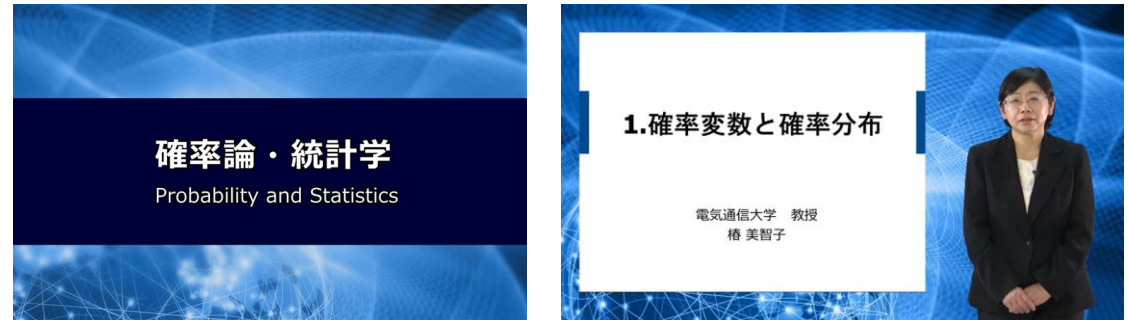 確率論・統計学
Probability and Statistics
1.確率変数と確率分布
電気通信大学　教授
椿 美智子